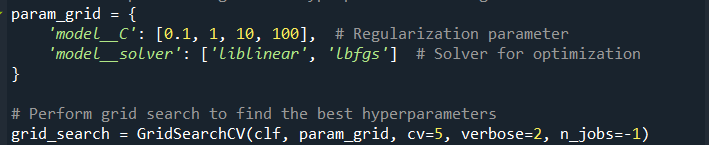 param_grid = {
    'model__C': [0.1, 1, 10, 100],  # Regularization parameter
    'model__solver': ['liblinear', 'lbfgs']  # Solver for optimization
}
# Perform grid search to find the best hyperparameters
grid_search = GridSearchCV(clf, param_grid, cv=5, verbose=2, n_jobs=-1)